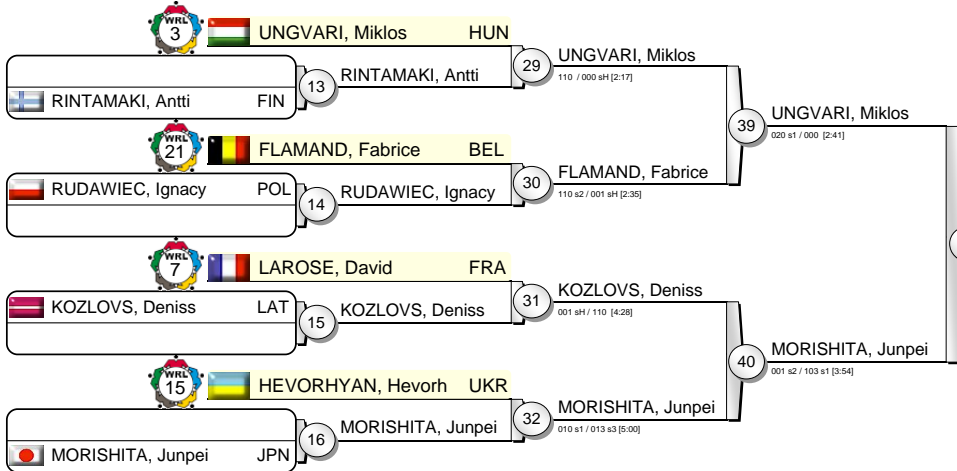 WRL
3
UNGVARI, Miklos HUN
RINTAMAKI, Antti FIN
13
RINTAMAKI, Antti
29
UNGVARI, Miklos
110 / 000 sH [2:17]
WRL
21
FLAMAND, Fabrice BEL
RUDAWIEC, Ignacy POL
14
RUDAWIEC, Ignacy
30
FLAMAND, Fabrice
110 s2 / 001 sH [2:35]
39
UNGVARI, Miklos
020 s1 / 000 [2:41]
WRL
7
LAROSE, David FRA
KOZLOVS, Deniss LAT
15
KOZLOVS, Deniss
31
KOZLOVS, Deniss
001 sH / 110 [4:28]
WRL
15
HEVORHYAN, Hevorh UKR
MORISHITA, Junpei JPN
16
MORISHITA, Junpei
32
MORISHITA, Junpei
010 s1 / 013 s3 [5:00]
40
MORISHITA, Junpei
001 s2 / 103 s1 [3:54]